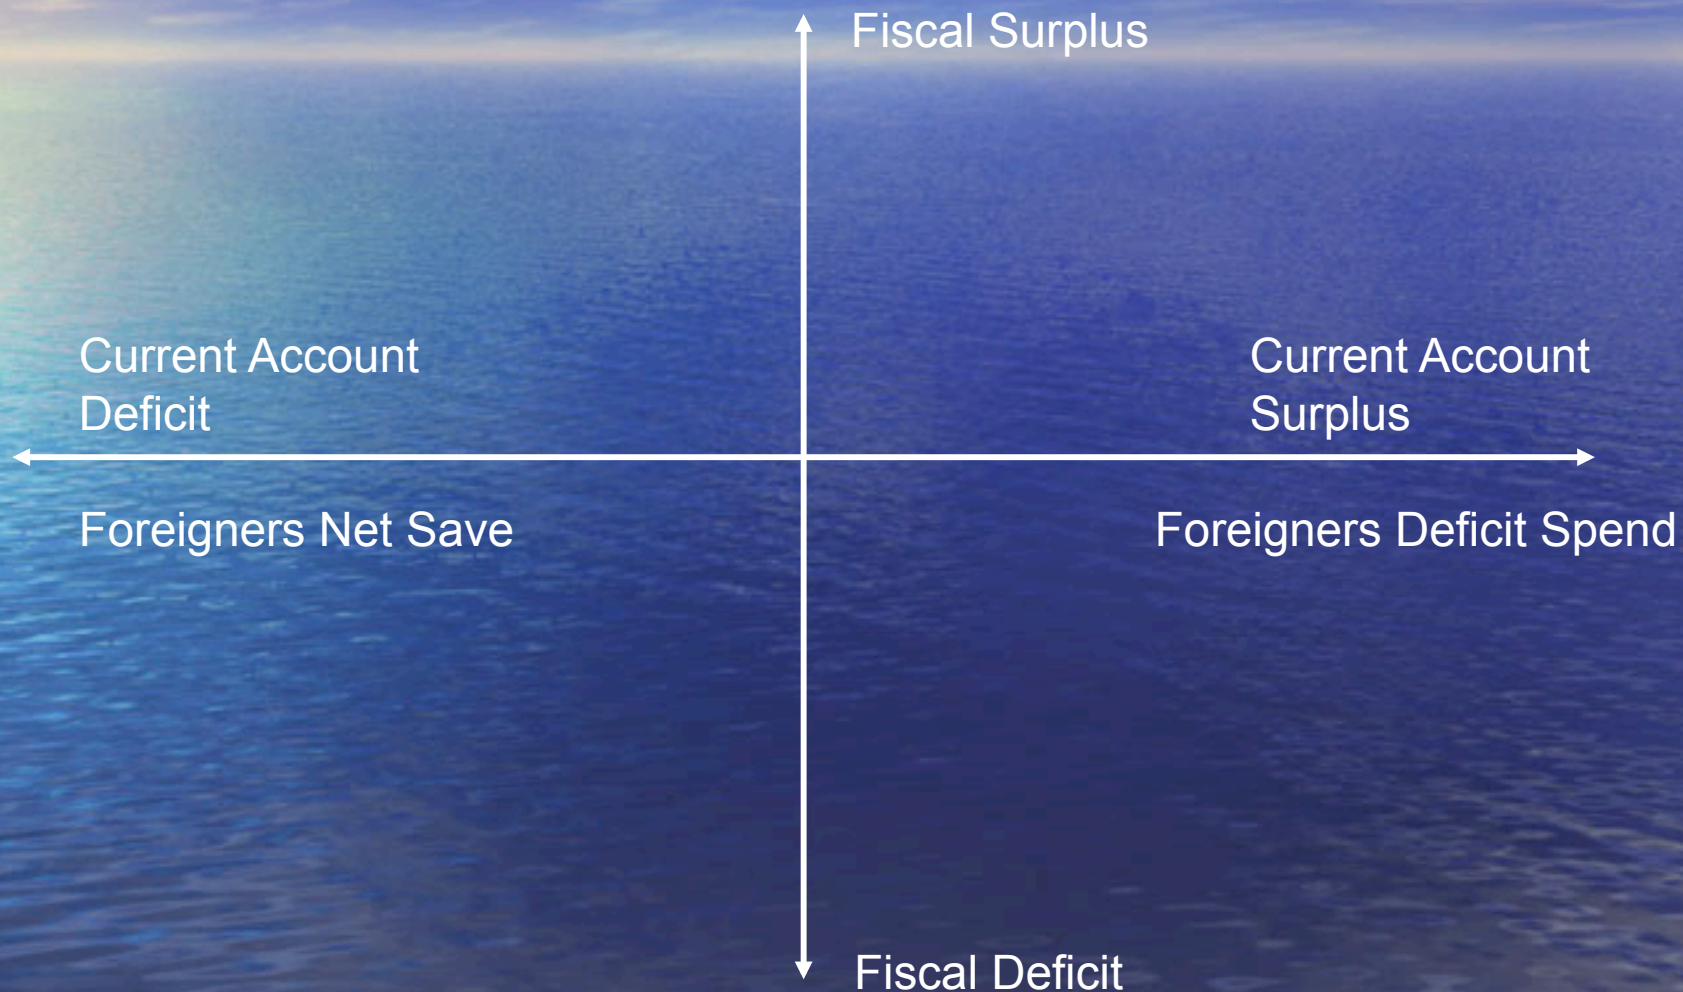 Fiscal Surplus
Current Account
Deficit
Current Account
Surplus
Foreigners Net Save
Foreigners Deficit Spend
Fiscal Deficit